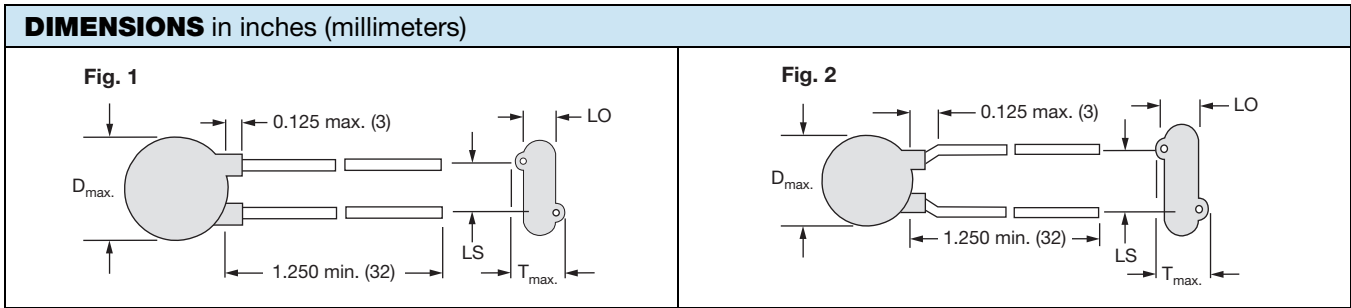 DIMENSIONS in inches (millimeters)
Fig. 1
0.125 max. (3)
LO
Dmax.
LS
1.250 min. (32)
Tmax.
Fig. 2
0.125 max. (3)
LO
Dmax.
LS
1.250 min. (32)
Tmax.